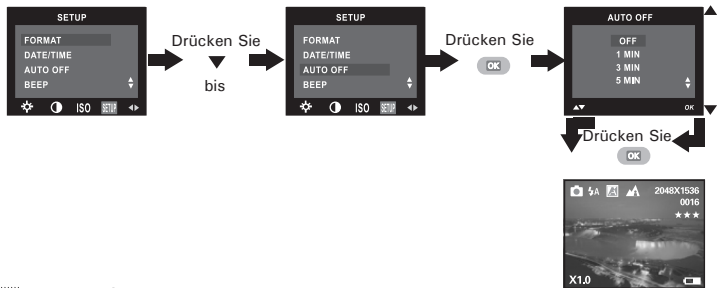 SETUP
FORMAT
DATE/TIME
AUTO OFF
BEEP
ISO SETUP
Drücken Sie
bis
SETUP
FORMAT
DATE/TIME
AUTO OFF
BEEP
ISO SETUP
Drücken Sie
OK
AUTO OFF
OFF
1 MIN
3 MIN
5 MIN
OK
Drücken Sie
OK
A 2048X1536
0016
X1.0